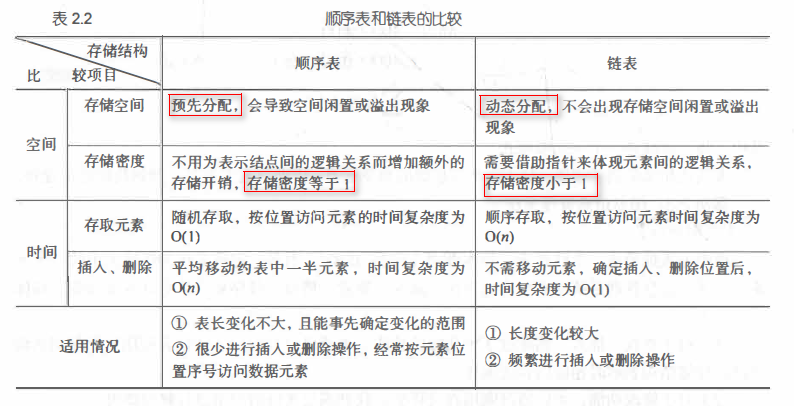 表 2.2 顺序表和链表的比较
存储结构
比 较项目
顺序表
链表
空间
存储空间
预先分配，会导致空间闲置或溢出现象
动态分配，不会出现存储空间闲置或溢出
现象
存储密度
不用为表示结点间的逻辑关系而增加额外的
存储开销，存储密度等于1
需要借助指针来体现元素间的逻辑关系，
存储密度小于1
时间
存取元素
随机存取，按位置访问元素的时间复杂度为
O(1)
顺序存取，按位置访问元素时间复杂度为
O(n)
插入、删除
平均移动约表中一半元素，时间复杂度为
O(n)
不需移动元素，确定插入、删除位置后，
时间复杂度为O(1)
适用情况
① 表长变化不大，且能事先确定变化的范围
② 很少进行插入或删除操作，经常按元素位
置序号访问数据元素
① 长度变化较大
② 频繁进行插入或删除操作